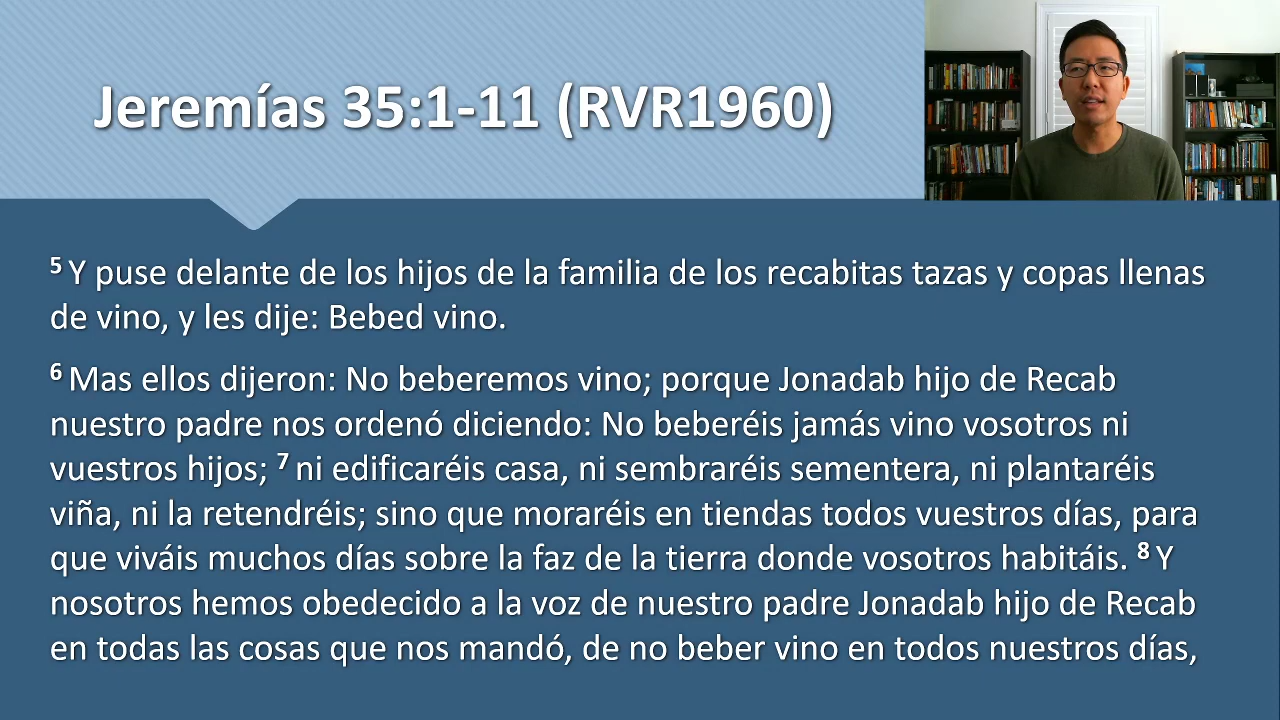 Jeremías 35:1-11 (RVR1960)
5 Y puse delante de los hijos de la familia de los recabitas tazas y copas llenas
de vino, y les dije: Bebed vino.
6 Mas ellos dijeron: No beberemos vino; porque Jonadab hijo de Recab
nuestro padre nos ordenó diciendo: No beberéis jamás vino vosotros ni
vuestros hijos; 7 ni edificaréis casa, ni sembraréis sementera, ni plantaréis
viña, ni la retendréis; sino que moraréis en tiendas todos vuestros días, para
que viváis muchos días sobre la faz de la tierra donde vosotros habitáis. 8 Y
nosotros hemos obedecido a la voz de nuestro padre Jonadab hijo de Recab
en todas las cosas que nos mandó, de no beber vino en todos nuestros días,